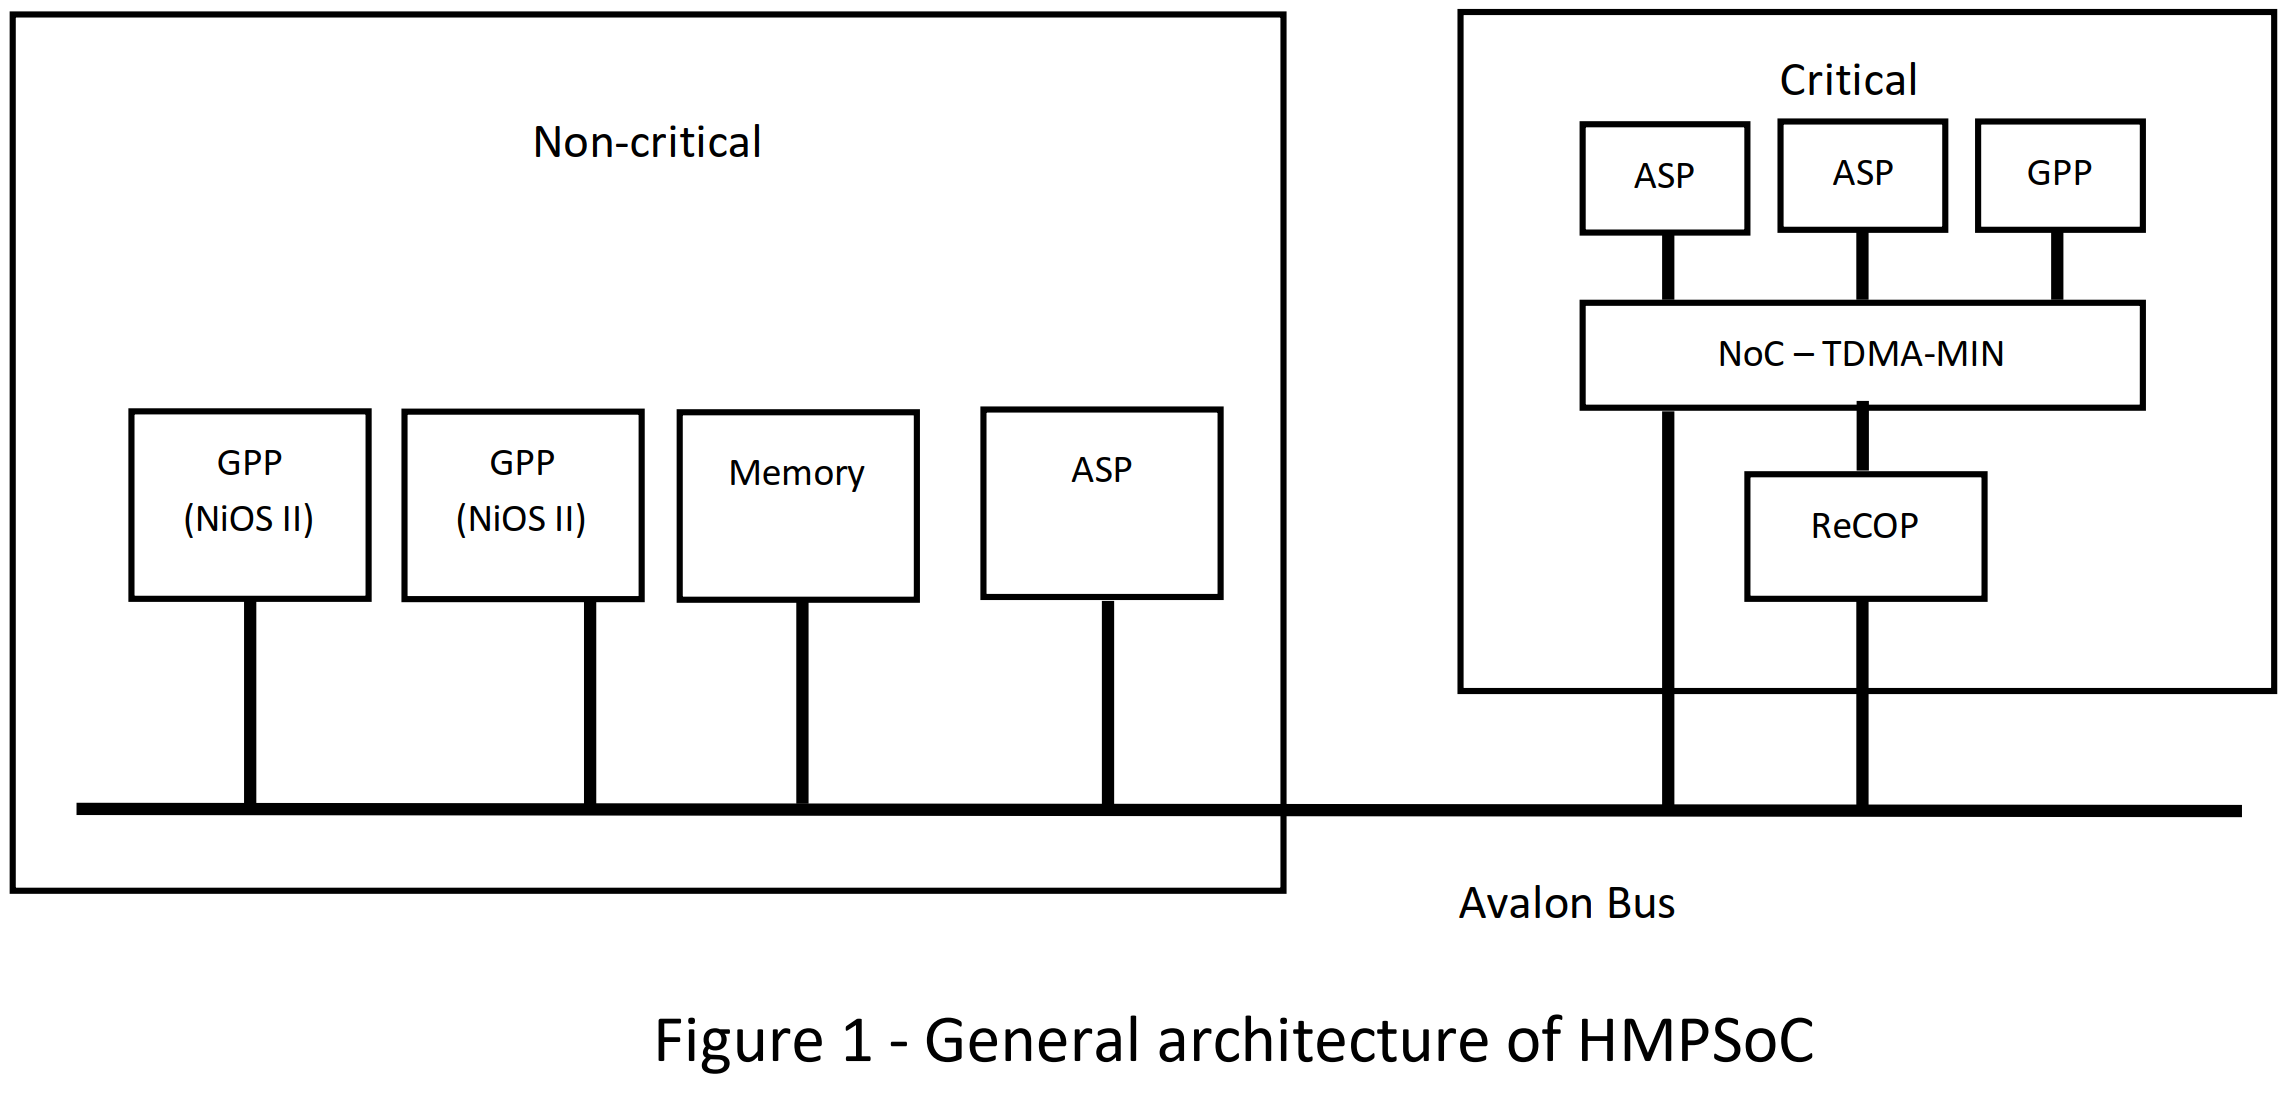 Non-critical
GPP
(NiOS II)
GPP
(NiOS II)
Memory
ASP
Critical
ASP
ASP
GPP
NoC – TDMA-MIN
ReCOP
Avalon Bus
Figure 1 - General architecture of HMPSoC